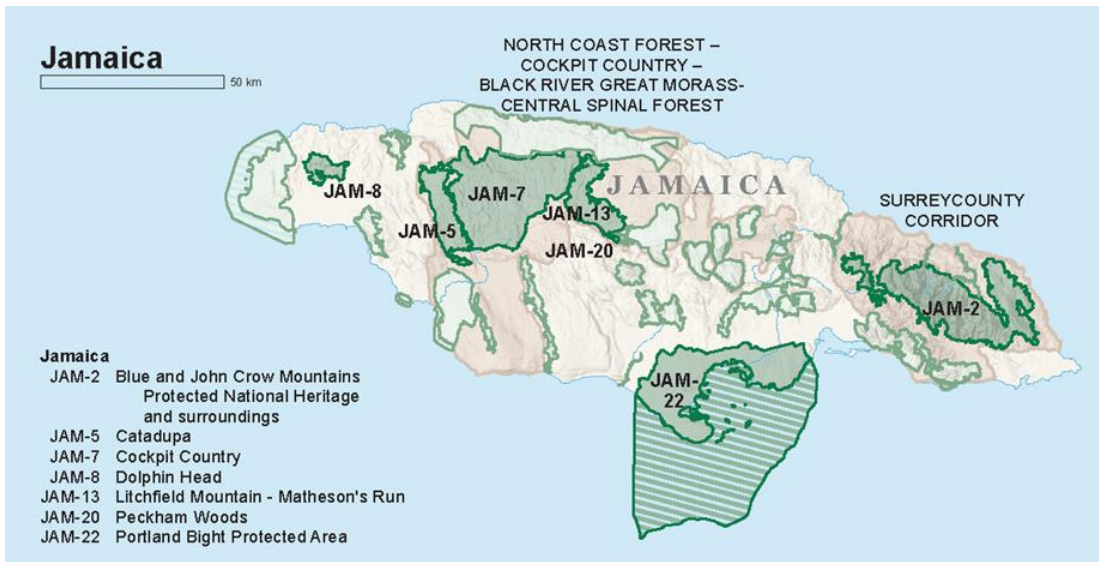 Jamaica
50 km
NORTH COAST FOREST –
COCKPIT COUNTRY –
BLACK RIVER GREAT MORASS-
CENTRAL SPINAL FOREST
JAM-8
JAM-7
JAMAICA
JAM-5
JAM-13
JAM-20
SURREYCOUNTY
CORRIDOR
JAM-2
JAM-
22
Jamaica
JAM-2 Blue and John Crow Mountains
Protected National Heritage
and surroundings
JAM-5 Catadupa
JAM-7 Cockpit Country
JAM-8 Dolphin Head
JAM-13 Litchfield Mountain - Matheson's Run
JAM-20 Peckham Woods
JAM-22 Portland Bight Protected Area